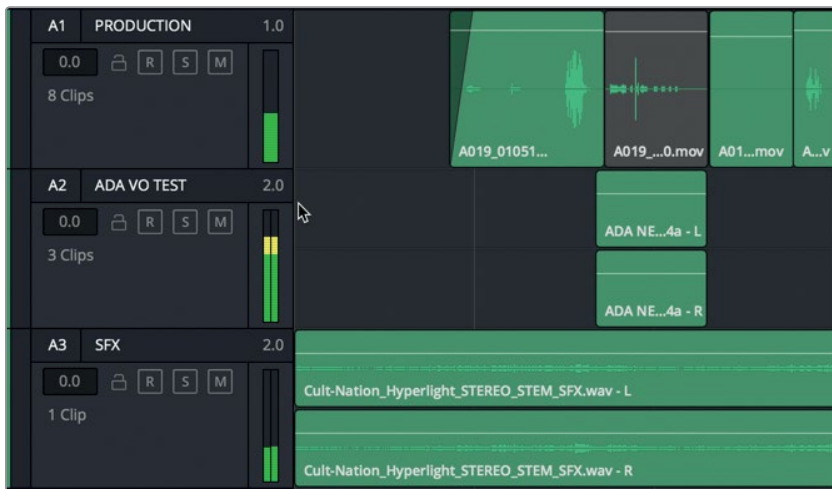 A1 PRODUCTION 1.0
0.0 R S M
8 Clips
A019_01051... A019_...0.mov A01...mov A...v
A2 ADA VO TEST 2.0
0.0 R S M
3 Clips
ADA NE...4a - L
ADA NE...4a - R
A3 SFX 2.0
0.0 R S M
1 Clip
Cult-Nation_Hyperlight_STEREO_STEM_SFX.wav - L
Cult-Nation_Hyperlight_STEREO_STEM_SFX.wav - R